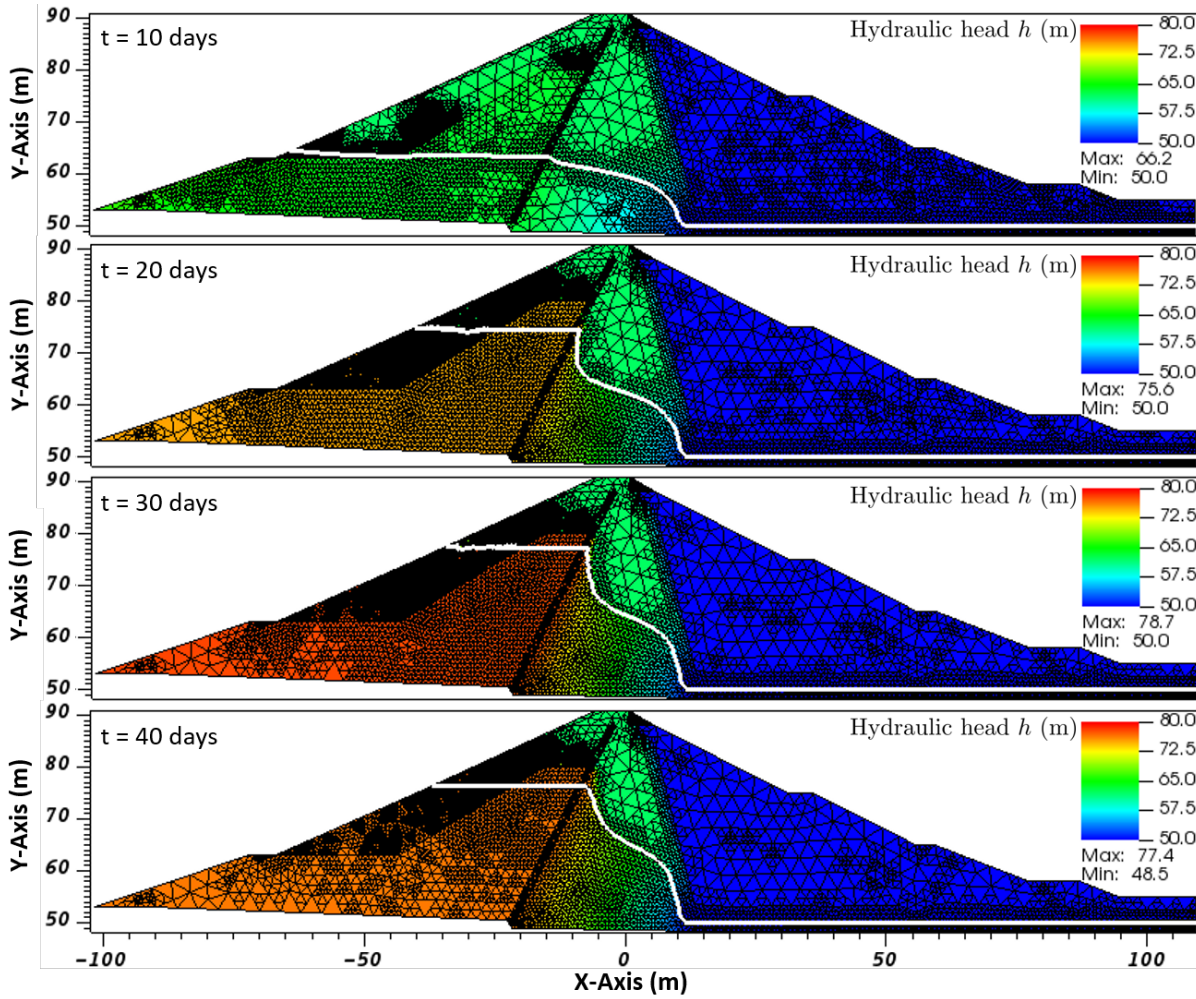 t = 10 days
Hydraulic head h (m)
80.0
72.5
65.0
57.5
50.0
Max: 66.2
Min: 50.0
90
80
70
60
50
Y-Axis (m)
t = 20 days
Hydraulic head h (m)
80.0
72.5
65.0
57.5
50.0
Max: 75.6
Min: 50.0
90
80
70
60
50
Y-Axis (m)
t = 30 days
Hydraulic head h (m)
80.0
72.5
65.0
57.5
50.0
Max: 78.7
Min: 50.0
90
80
70
60
50
Y-Axis (m)
t = 40 days
Hydraulic head h (m)
80.0
72.5
65.0
57.5
50.0
Max: 77.4
Min: 48.5
90
80
70
60
50
Y-Axis (m)
-100 -50 0 50 100
X-Axis (m)